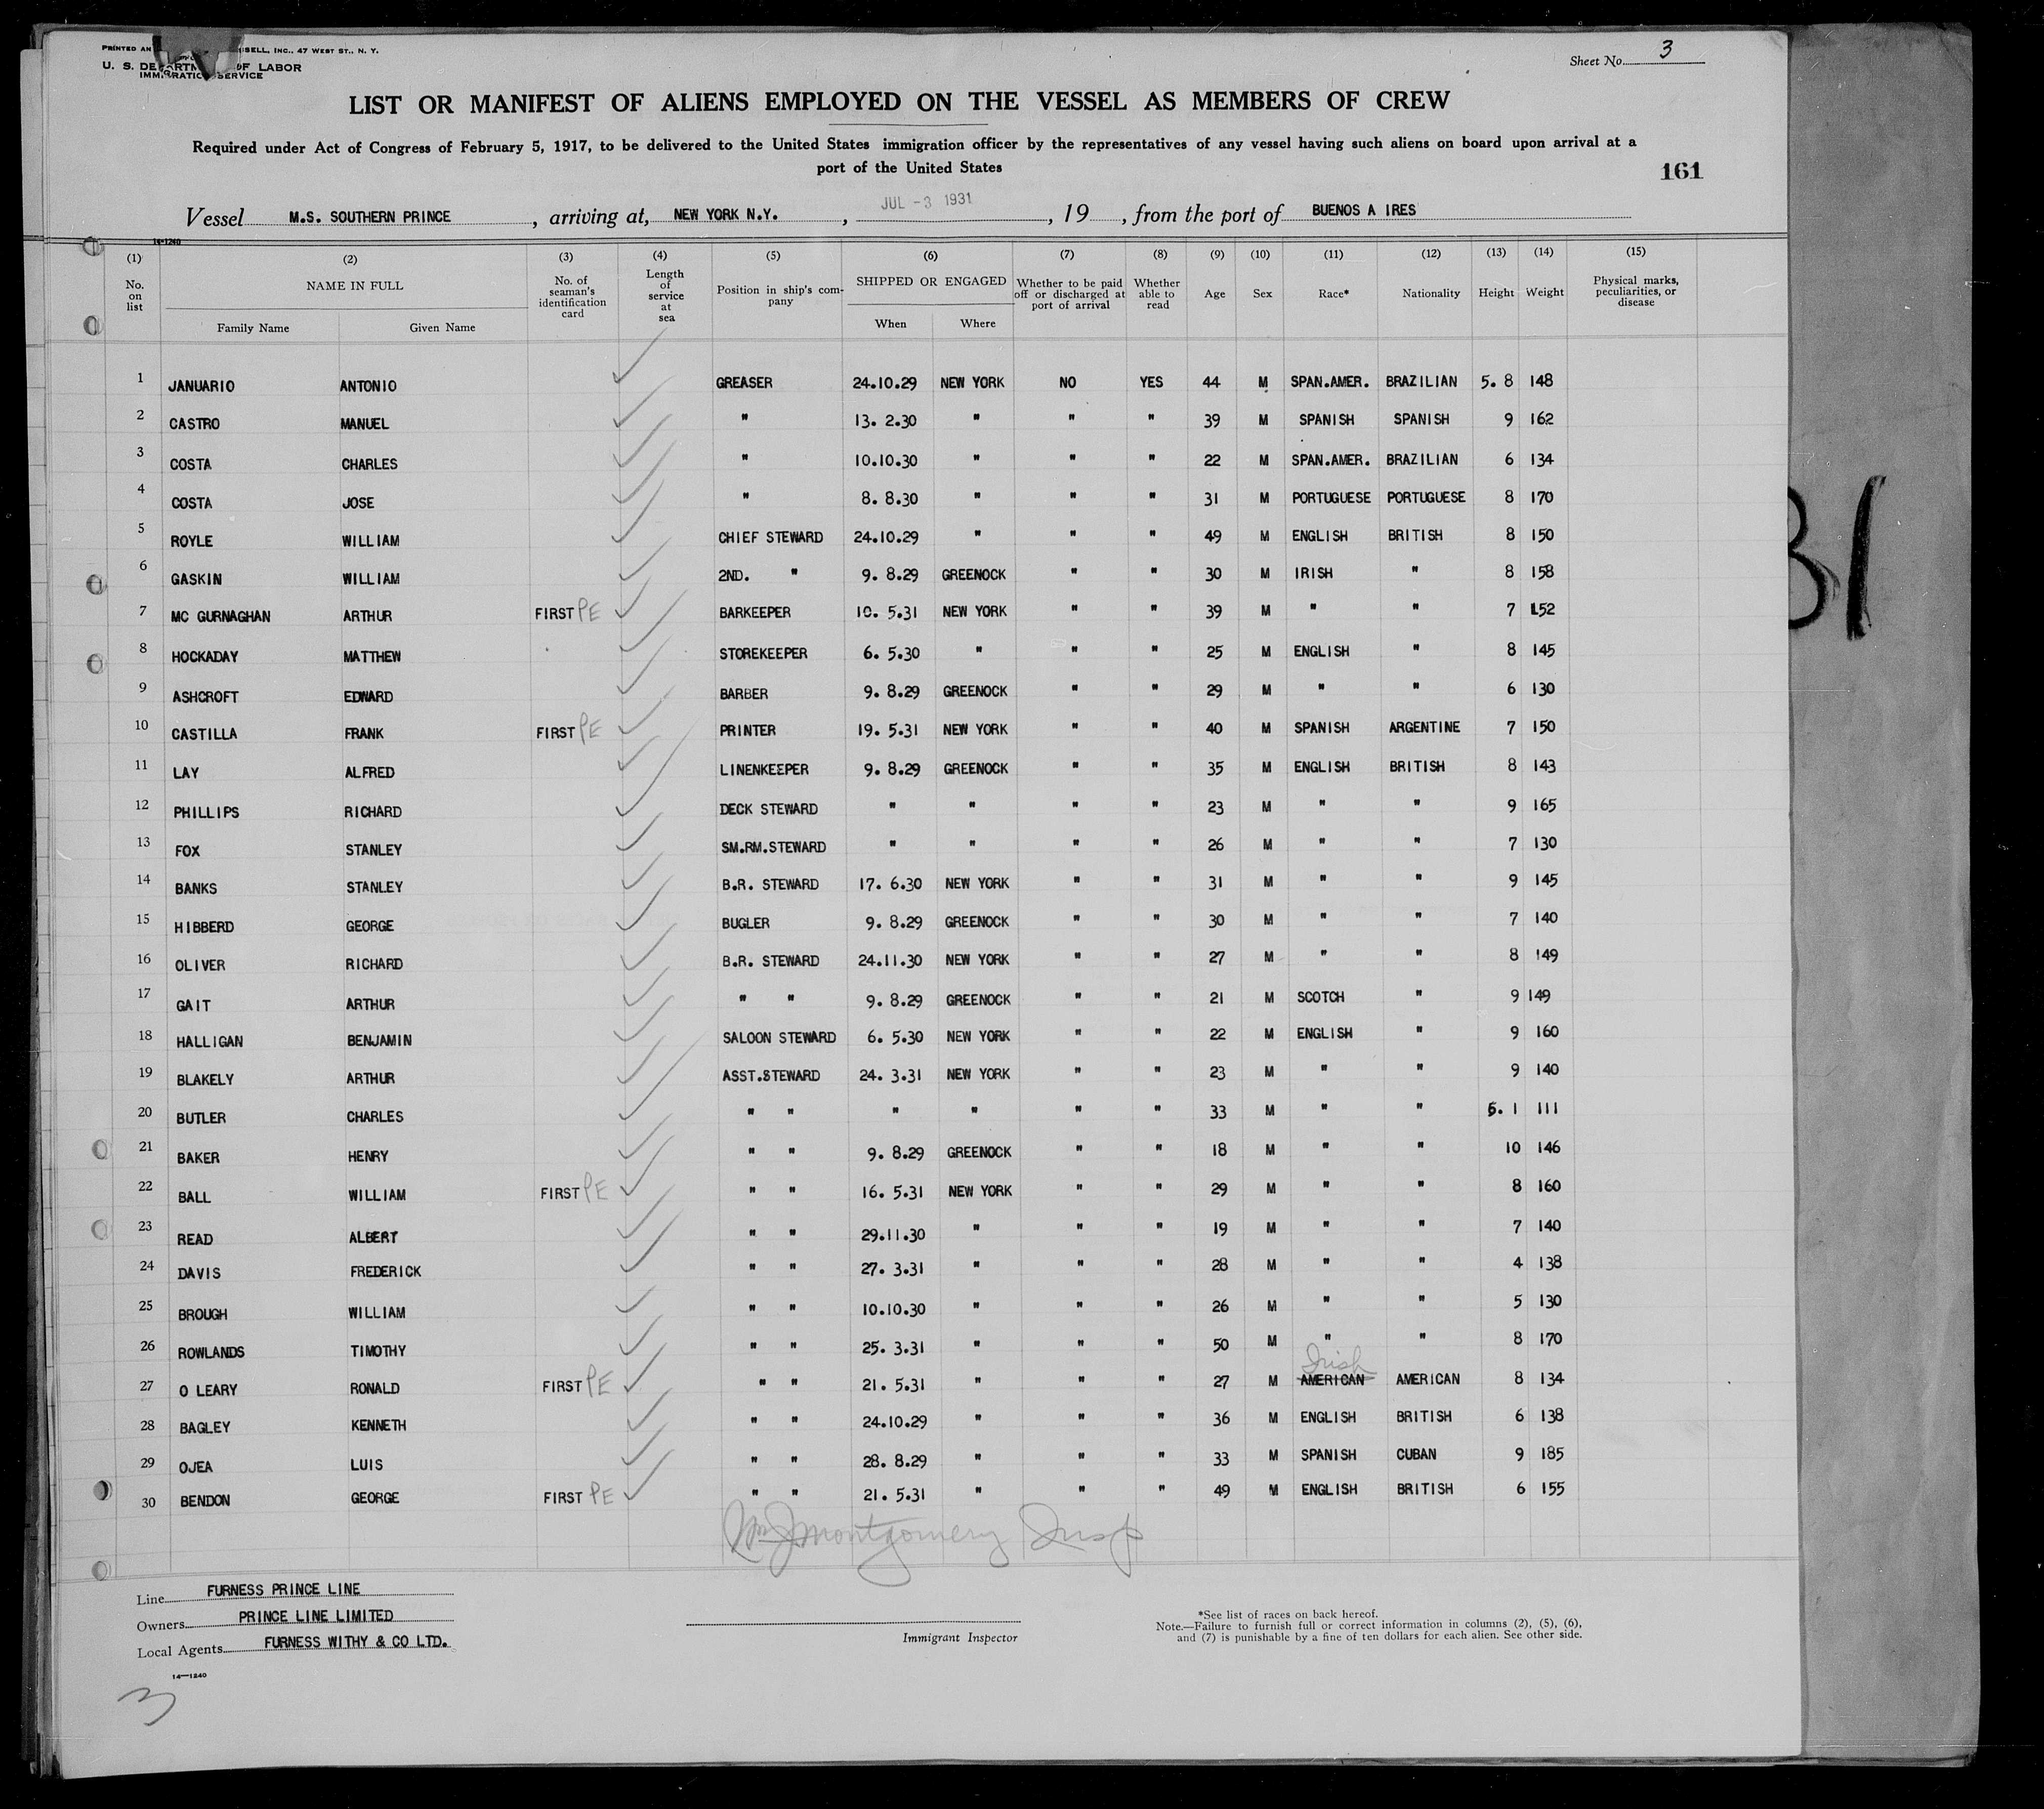 PRINTED AN SELL, INC., 47 WEST ST., N. Y.
U. S. DEPARTMENT OF LABOR
IMMIGRATION SERVICE
Sheet No. 3
LIST OR MANIFEST OF ALIENS EMPLOYED ON THE VESSEL AS MEMBERS OF CREW
Required under Act of Congress of February 5, 1917, to be delivered to the United States immigration officer by the representatives of any vessel having such aliens on board upon arrival at a
port of the United States
161
Vessel M.S. SOUTHERN PRINCE, arriving at, NEW YORK N.Y., JUL -3 1931, 19 , from the port of BUENOS A IRES
14-1240
(1) (2) (3) (4) (5) (6) (7) (8) (9) (10) (11) (12) (13) (14) (15)
No. on list NAME IN FULL Family Name Given Name No. of seaman's identification card Length of service at sea Position in ship's company SHIPPED OR ENGAGED When Where Whether to be paid off or discharged at port of arrival Whether able to read Age Sex Race* Nationality Height Weight Physical marks, peculiarities, or disease
1 JANUARIO ANTONIO GREASER 24.10.29 NEW YORK NO YES 44 M SPAN.AMER. BRAZILIAN 5. 8 148
2 CASTRO MANUEL " 13. 2.30 " " " 39 M SPANISH SPANISH 9 162
3 COSTA CHARLES " 10.10.30 " " " 22 M SPAN.AMER. BRAZILIAN 6 134
4 COSTA JOSE " 8. 8.30 " " " 31 M PORTUGUESE PORTUGUESE 8 170
5 ROYLE WILLIAM CHIEF STEWARD 24.10.29 " " " 49 M ENGLISH BRITISH 8 150
6 GASKIN WILLIAM 2ND. " 9. 8.29 GREENOCK " " 30 M IRISH " 8 158
7 MC GURNAGHAN ARTHUR FIRST PE BARKEEPER 10. 5.31 NEW YORK " " 39 M " " 7 152
8 HOCKADAY MATTHEW STOREKEEPER 6. 5.30 " " " 25 M ENGLISH " 8 145
9 ASHCROFT EDWARD BARBER 9. 8.29 GREENOCK " " 29 M " " 6 130
10 CASTILLA FRANK FIRST PE PRINTER 19. 5.31 NEW YORK " " 40 M SPANISH ARGENTINE 7 150
11 LAY ALFRED LINENKEEPER 9. 8.29 GREENOCK " " 35 M ENGLISH BRITISH 8 143
12 PHILLIPS RICHARD DECK STEWARD " " " " 23 M " " 9 165
13 FOX STANLEY SM.RM.STEWARD " " " " 26 M " " 7 130
14 BANKS STANLEY B.R. STEWARD 17. 6.30 NEW YORK " " 31 M " " 9 145
15 HIBBERD GEORGE BUGLER 9. 8.29 GREENOCK " " 30 M " " 7 140
16 OLIVER RICHARD B.R. STEWARD 24.11.30 NEW YORK " " 27 M " " 8 149
17 GAIT ARTHUR " " 9. 8.29 GREENOCK " " 21 M SCOTCH " 9 149
18 HALLIGAN BENJAMIN SALOON STEWARD 6. 5.30 NEW YORK " " 22 M ENGLISH " 9 160
19 BLAKELY ARTHUR ASST.STEWARD 24. 3.31 NEW YORK " " 23 M " " 9 140
20 BUTLER CHARLES " " " " " " 33 M " " 5. 1 111
21 BAKER HENRY " " 9. 8.29 GREENOCK " " 18 M " " 10 146
22 BALL WILLIAM FIRST PE " " 16. 5.31 NEW YORK " " 29 M " " 8 160
23 READ ALBERT " " 29.11.30 " " " 19 M " " 7 140
24 DAVIS FREDERICK " " 27. 3.31 " " " 28 M " " 4 138
25 BROUGH WILLIAM " " 10.10.30 " " " 26 M " " 5 130
26 ROWLANDS TIMOTHY " " 25. 3.31 " " " 50 M " " 8 170
Irish
27 O LEARY RONALD FIRST PE " " 21. 5.31 " " " 27 M AMERICAN AMERICAN 8 134
28 BAGLEY KENNETH " " 24.10.29 " " " 36 M ENGLISH BRITISH 6 138
29 OJEA LUIS " " 28. 8.29 " " " 33 M SPANISH CUBAN 9 185
30 BENDON GEORGE FIRST PE " " 21. 5.31 " " " 49 M ENGLISH BRITISH 6 155
Wm J Montgomery Insp
Line FURNESS PRINCE LINE
Owners PRINCE LINE LIMITED
Local Agents FURNESS WITHY & CO LTD.
Immigrant Inspector
*See list of races on back hereof.
Note.—Failure to furnish full or correct information in columns (2), (5), (6),
and (7) is punishable by a fine of ten dollars for each alien. See other side.
14—1240
3
31